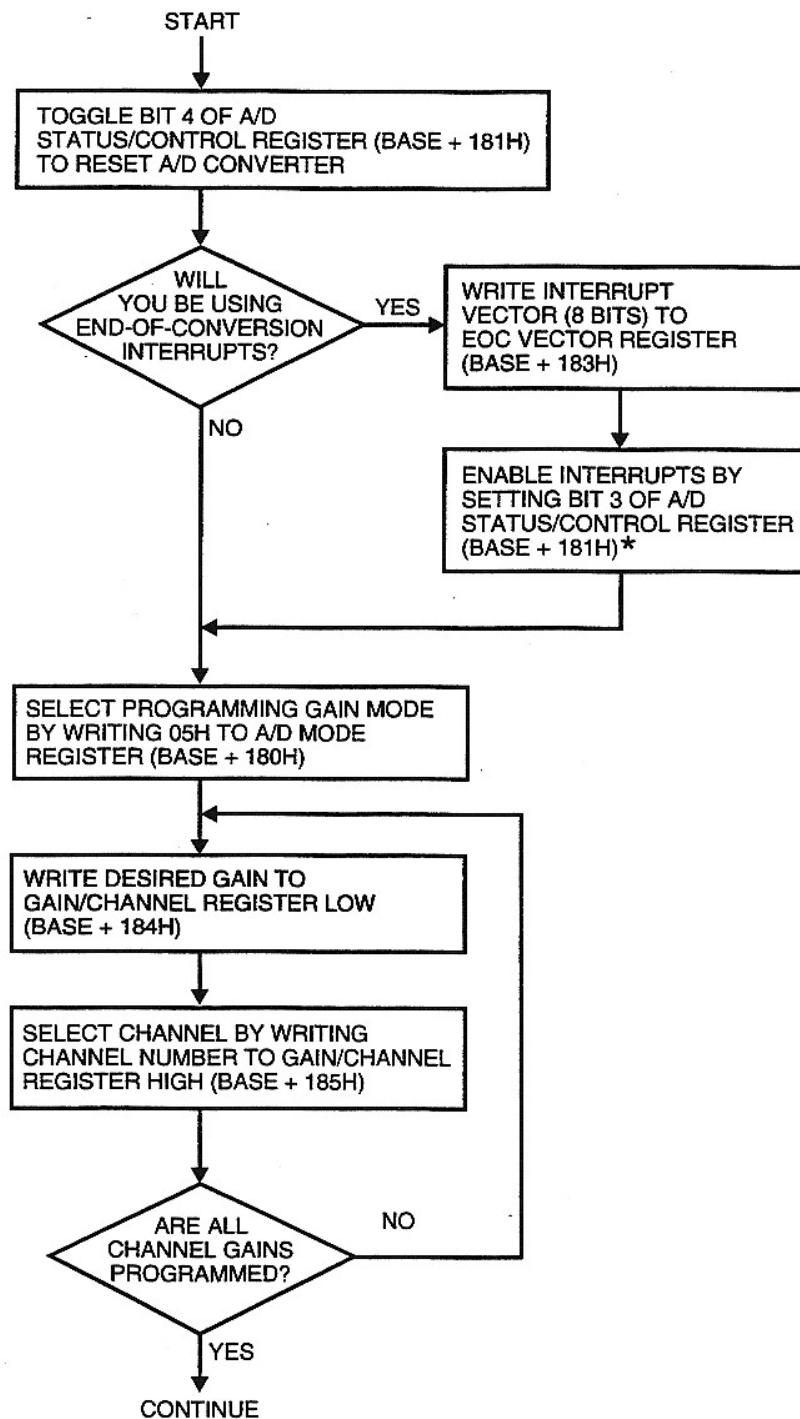 START
TOGGLE BIT 4 OF A/D
STATUS/CONTROL REGISTER (BASE + 181H)
TO RESET A/D CONVERTER
WILL
YOU BE USING
END-OF-CONVERSION
INTERRUPTS?
YES
WRITE INTERRUPT
VECTOR (8 BITS) TO
EOC VECTOR REGISTER
(BASE + 183H)
NO
ENABLE INTERRUPTS BY
SETTING BIT 3 OF A/D
STATUS/CONTROL REGISTER
(BASE + 181H)*
SELECT PROGRAMMING GAIN MODE
BY WRITING 05H TO A/D MODE
REGISTER (BASE + 180H)
WRITE DESIRED GAIN TO
GAIN/CHANNEL REGISTER LOW
(BASE + 184H)
SELECT CHANNEL BY WRITING
CHANNEL NUMBER TO GAIN/CHANNEL
REGISTER HIGH (BASE + 185H)
ARE ALL
CHANNEL GAINS
PROGRAMMED?
NO
YES
CONTINUE